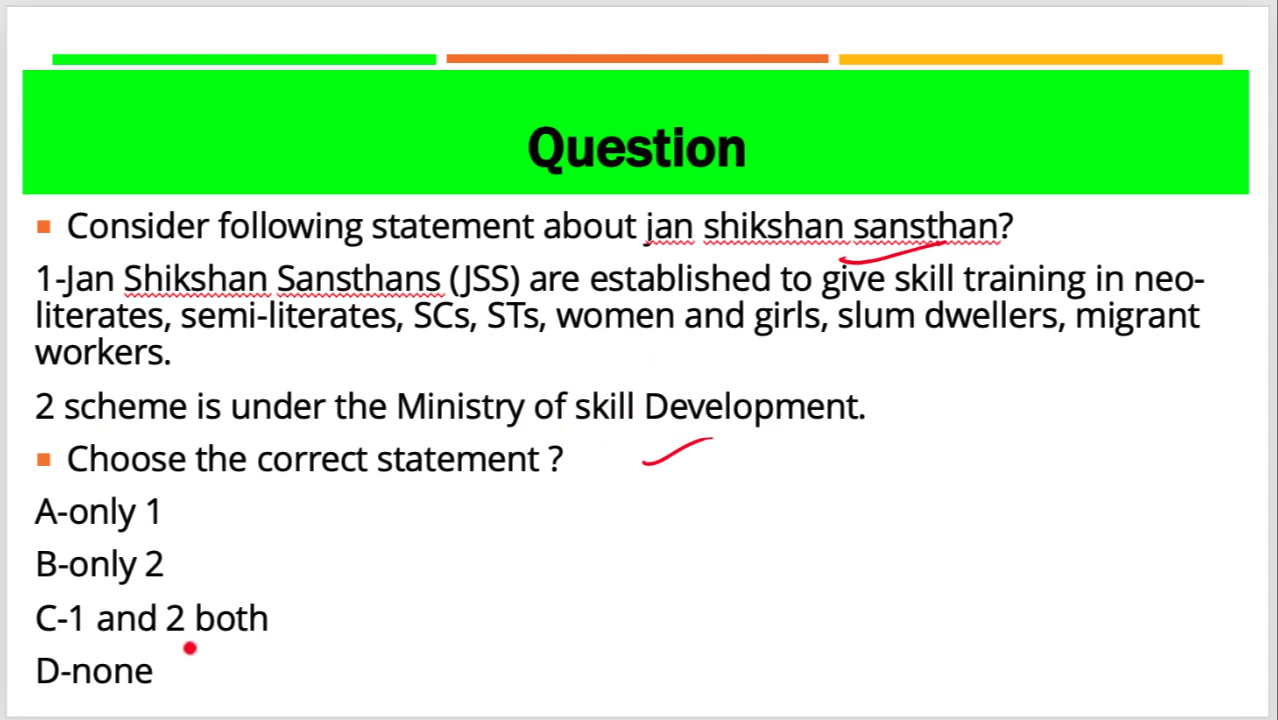 Question
Consider following statement about jan shikshan sansthan?
1-Jan Shikshan Sansthans (JSS) are established to give skill training in neo-
literates, semi-literates, SCs, STs, women and girls, slum dwellers, migrant
workers.
2 scheme is under the Ministry of skill Development.
Choose the correct statement ?
A-only 1
B-only 2
C-1 and 2 both
D-none